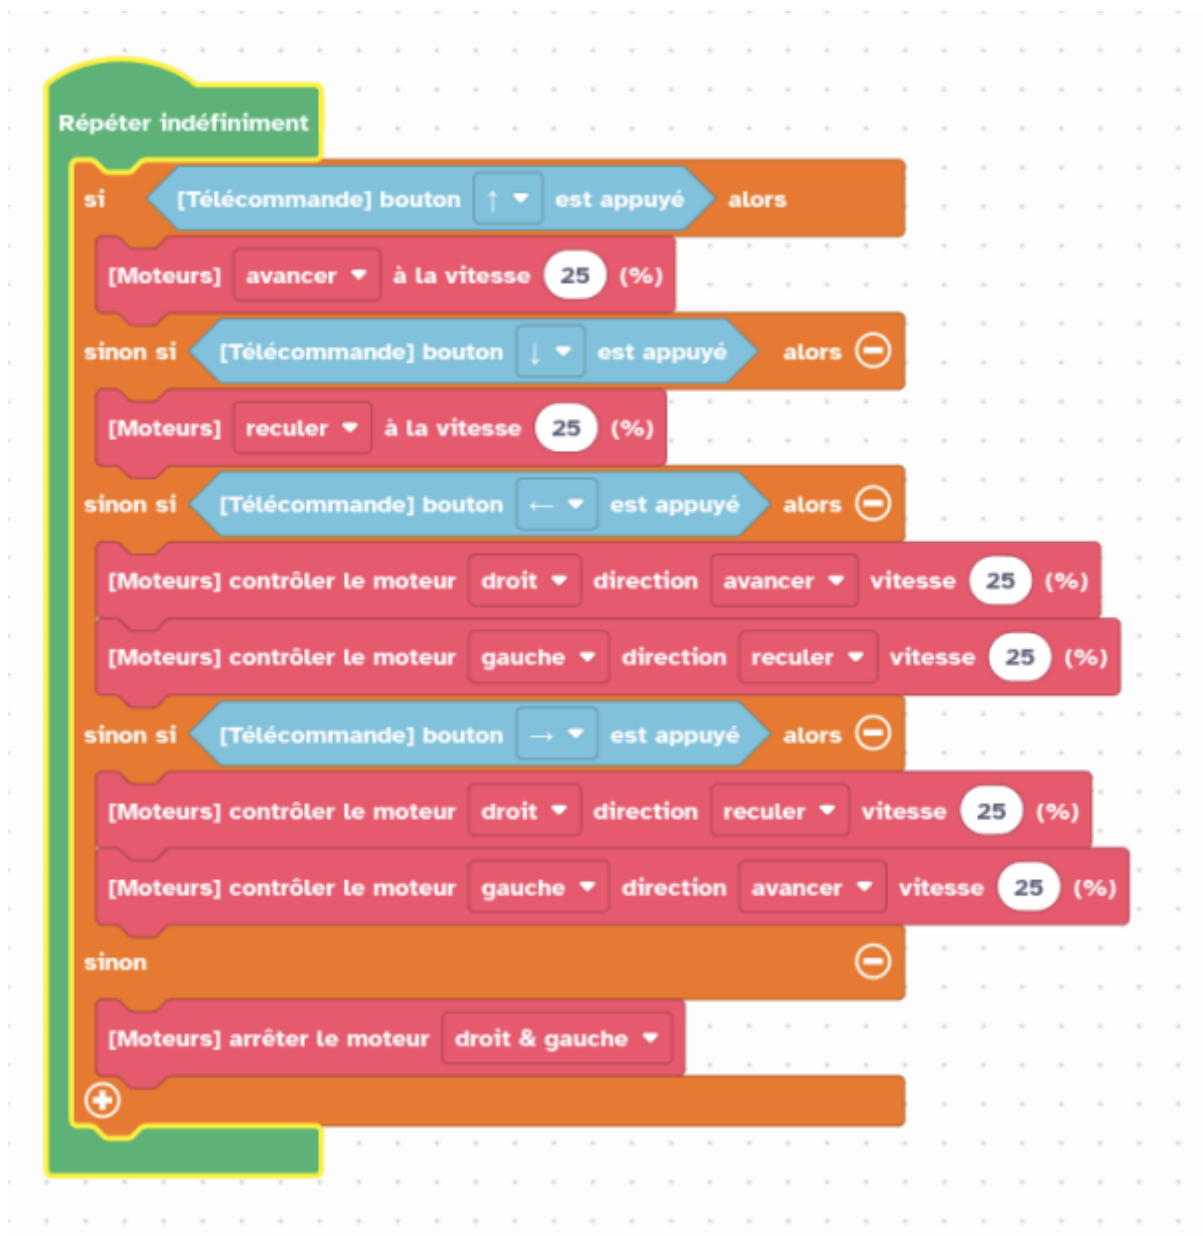 Répéter indéfiniment
si [Télécommande] bouton ↑ est appuyé alors
[Moteurs] avancer à la vitesse 25 (%)
sinon si [Télécommande] bouton ↓ est appuyé alors
[Moteurs] reculer à la vitesse 25 (%)
sinon si [Télécommande] bouton ← est appuyé alors
[Moteurs] contrôler le moteur droit direction avancer vitesse 25 (%)
[Moteurs] contrôler le moteur gauche direction reculer vitesse 25 (%)
sinon si [Télécommande] bouton → est appuyé alors
[Moteurs] contrôler le moteur droit direction reculer vitesse 25 (%)
[Moteurs] contrôler le moteur gauche direction avancer vitesse 25 (%)
sinon
[Moteurs] arrêter le moteur droit & gauche